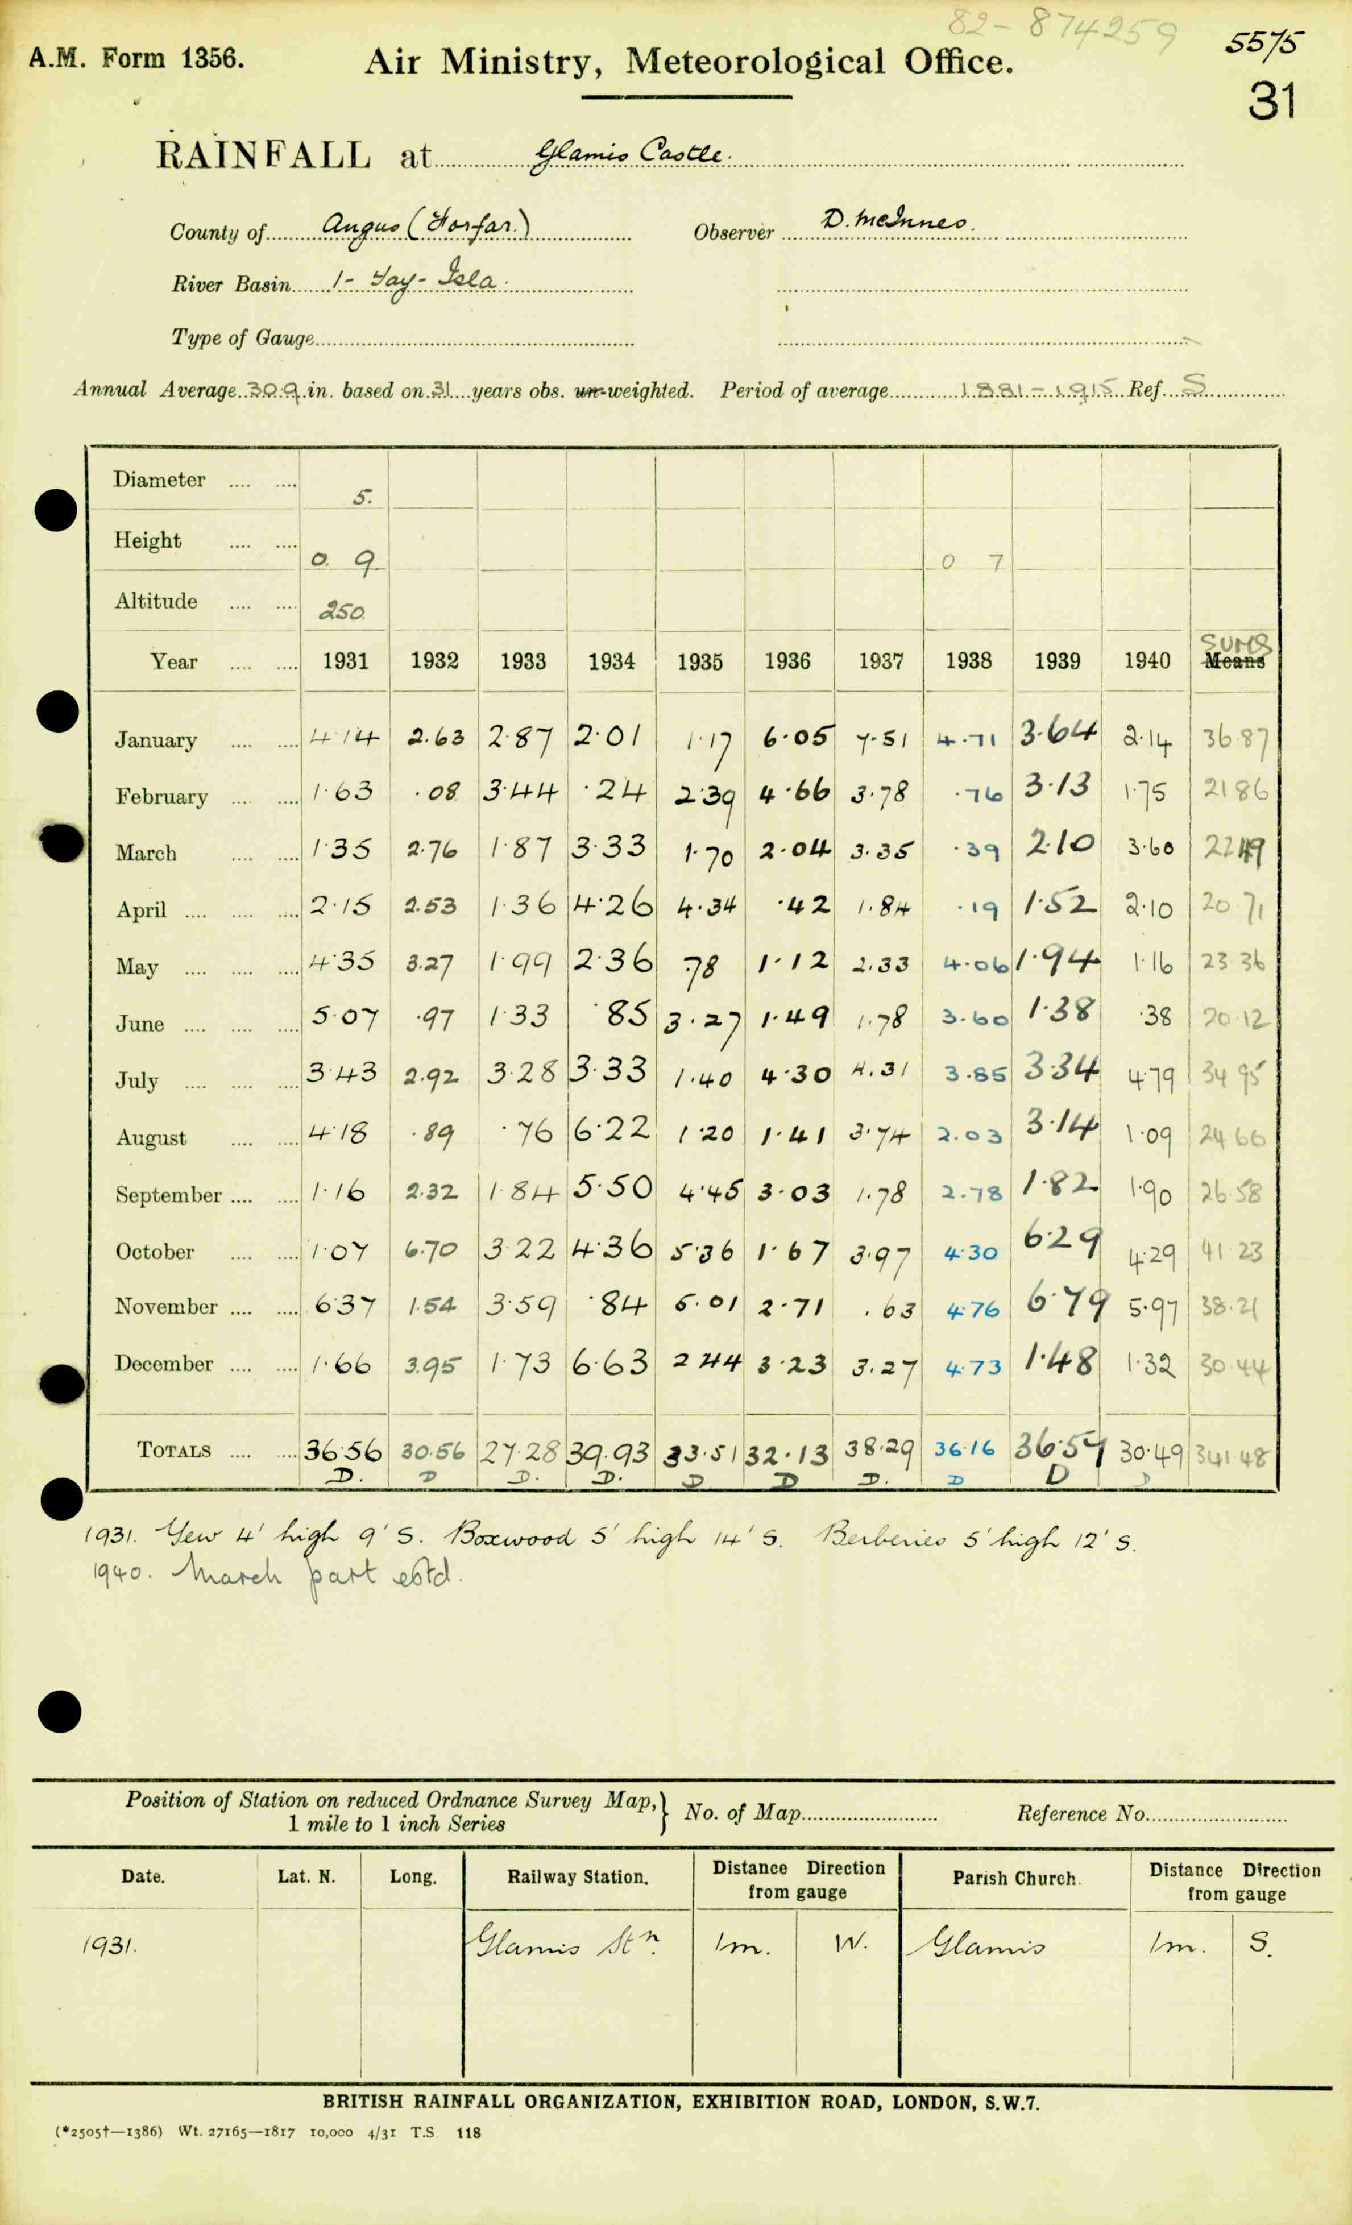 82-874259
5575
A.M. Form 1356.
Air Ministry, Meteorological Office.
31
RAINFALL at Glamis Castle.
County of Angus (Forfar.) Observer D. McInnes.
River Basin 1- Tay- Isla.
Type of Gauge
Annual Average 30.9 in. based on 31 years obs. un-weighted. Period of average 1881-1915 Ref. S
Diameter 5.
Height 0. 9 0 7
Altitude 250
Year 1931 1932 1933 1934 1935 1936 1937 1938 1939 1940 Means SUMS
January 4.14 2.63 2.87 2.01 1.17 6.05 7.51 4.71 3.64 2.14 36.87
February 1.63 .08 3.44 .24 2.39 4.66 3.78 .76 3.13 1.75 21 86
March 1.35 2.76 1.87 3.33 1.70 2.04 3.35 .39 2.10 3.60 22 49
April 2.15 2.53 1.36 4.26 4.34 .42 1.84 .19 1.52 2.10 20 71
May 4.35 3.27 1.99 2.36 .78 1.12 2.33 4.06 1.94 1.16 23.36
June 5.07 .97 1.33 .85 3.27 1.49 1.78 3.60 1.38 .38 20.12
July 3.43 2.92 3.28 3.33 1.40 4.30 4.31 3.85 3.34 4.79 34 95
August 4.18 .89 .76 6.22 1.20 1.41 3.74 2.03 3.14 1.09 24 66
September 1.16 2.32 1.84 5.50 4.45 3.03 1.78 2.78 1.82 1.90 26.58
October 1.07 6.70 3.22 4.36 5.36 1.67 3.97 4.30 6.29 4.29 41.23
November 6.37 1.54 3.59 .84 5.01 2.71 .63 4.76 6.79 5.97 38.21
December 1.66 3.95 1.73 6.63 2.44 3.23 3.27 4.73 1.48 1.32 30.44
TOTALS 36.56 30.56 27.28 39.93 33.51 32.13 38.29 36.16 36.57 30.49 341.48
D. D D. D. D D D. D D D
1931. Yew 4' high 9' S. Boxwood 5' high 14' S. Berberies 5' high 12' S.
1940. March part estd.
Position of Station on reduced Ordnance Survey Map,} No. of Map Reference No.
1 mile to 1 inch Series
Date. Lat. N. Long. Railway Station. Distance Direction from gauge Parish Church. Distance Direction from gauge
1931. Glamis Stn. 1m. W. Glamis 1m. S.
BRITISH RAINFALL ORGANIZATION, EXHIBITION ROAD, LONDON, S.W.7.
(*2505†—1386) Wt. 27165—1817 10,000 4/31 T.S. 118